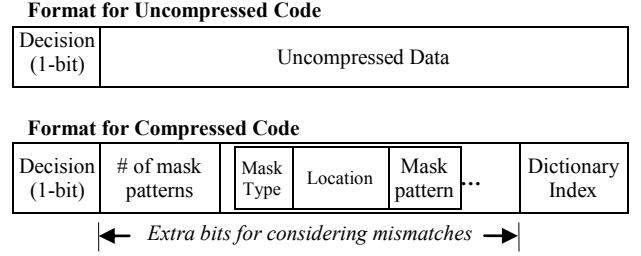 Format for Uncompressed Code
Decision
(1-bit)
Uncompressed Data
Format for Compressed Code
Decision
(1-bit)
# of mask
patterns
Mask
Type
Location
Mask
pattern
...
Dictionary
Index
Extra bits for considering mismatches